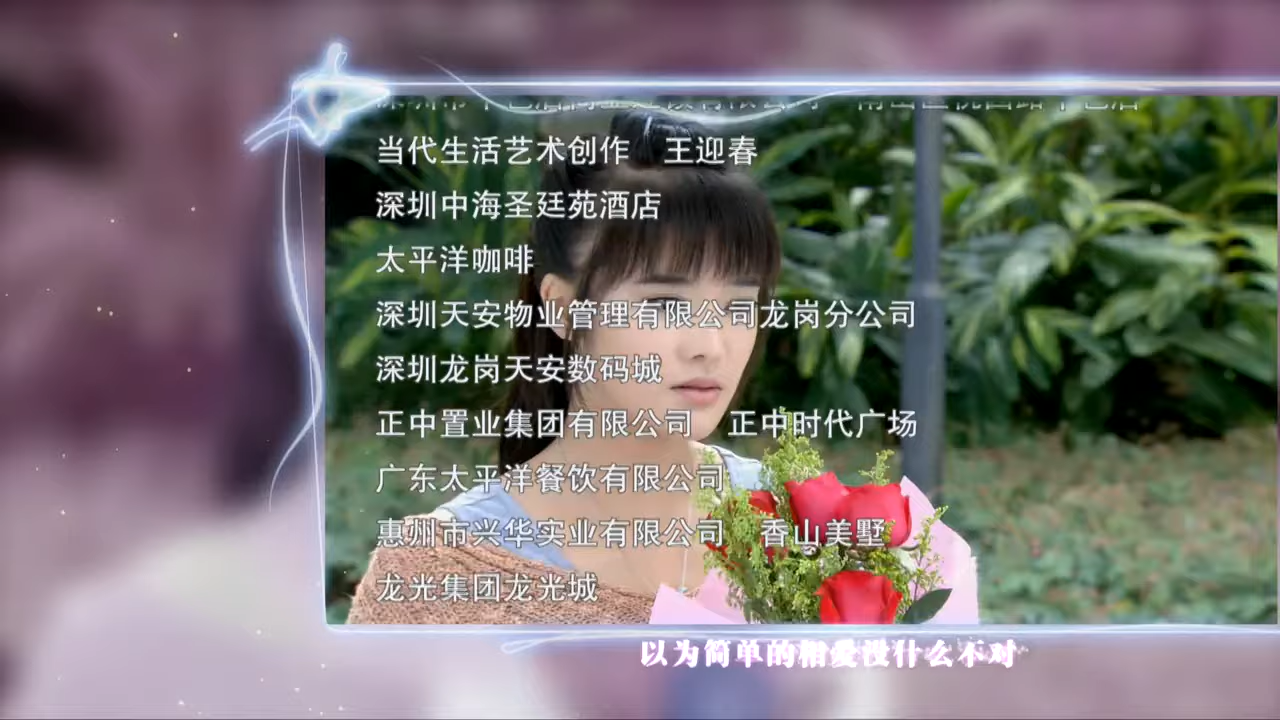 当代生活艺术创作 王迎春
深圳中海圣廷苑酒店
太平洋咖啡
深圳天安物业管理有限公司龙岗分公司
深圳龙岗天安数码城
正中置业集团有限公司 正中时代广场
广东太平洋餐饮有限公司
惠州市兴华实业有限公司 香山美墅
龙光集团龙光城
以为简单的相爱没什么不对